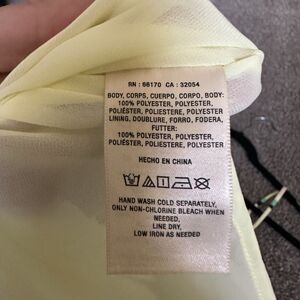 RN : 66170 CA : 32054
BODY, CORPS, CUERPO, CORPO, BODY:
100% POLYESTER, POLYESTER,
POLIÉSTER, POLIESTERE, POLYESTER
LINING, DOUBLURE, FORRO, FODERA,
FUTTER:
100% POLYESTER, POLYESTER,
POLIÉSTER, POLIESTERE, POLYESTER
HECHO EN CHINA
HAND WASH COLD SEPARATELY,
ONLY NON-CHLORINE BLEACH WHEN
NEEDED,
LINE DRY,
LOW IRON AS NEEDED